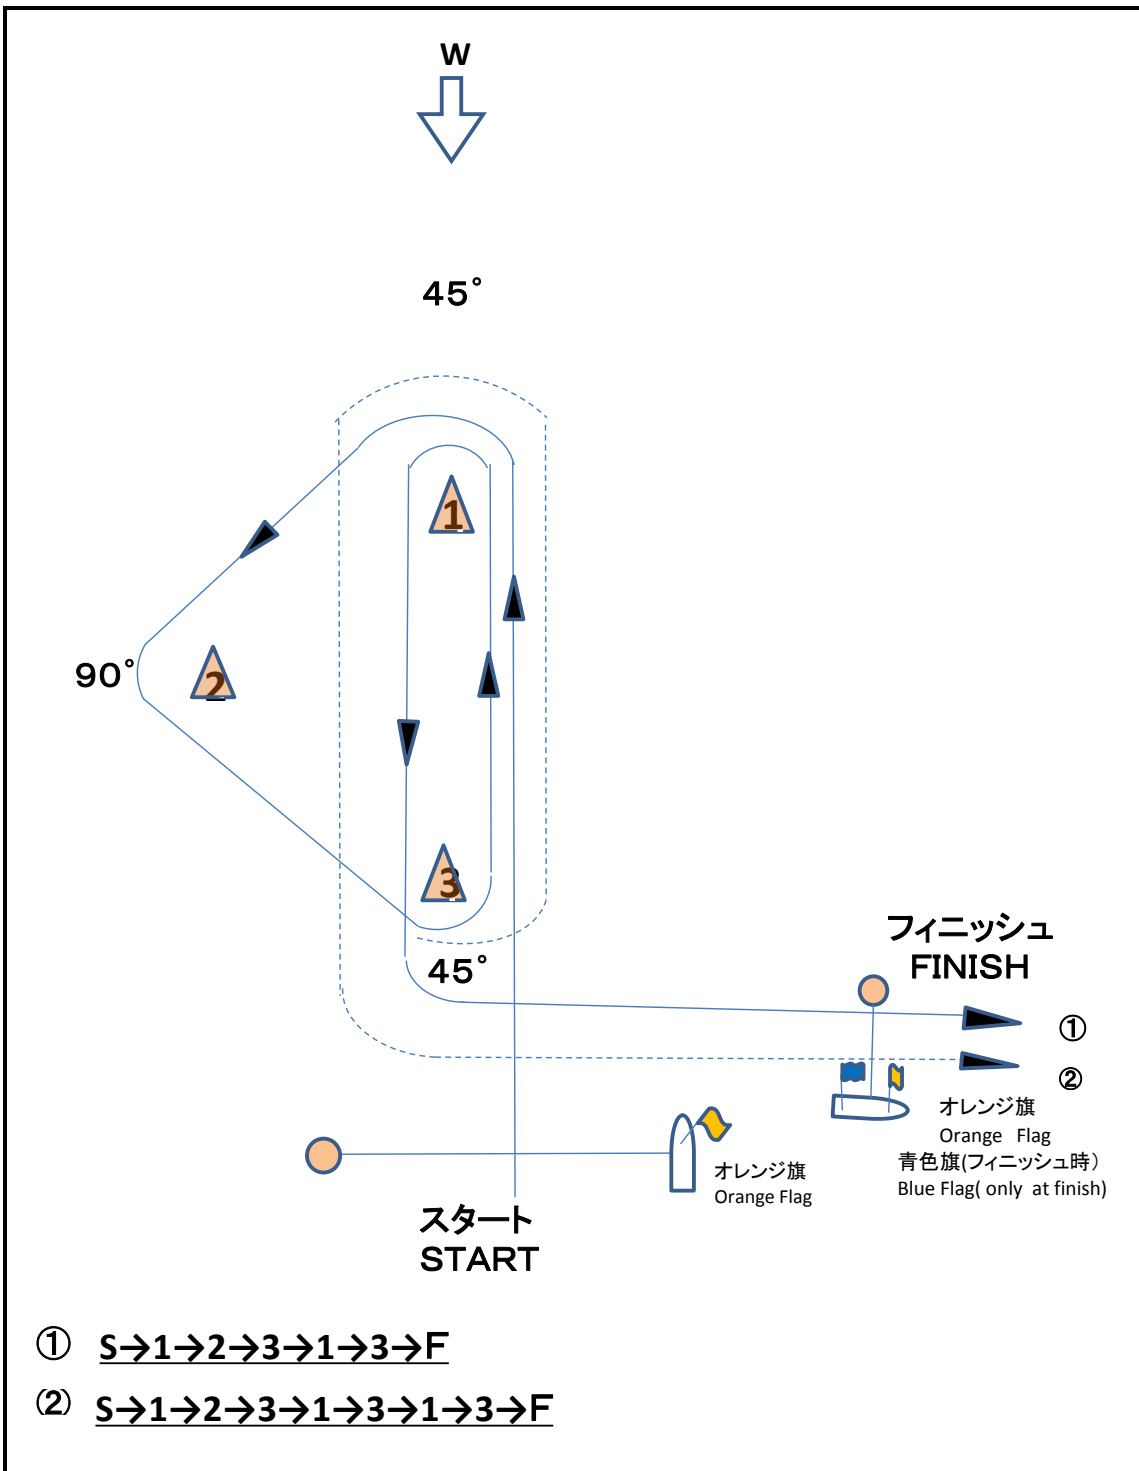 W
45°
1
90°
2
3
45°
フィニッシュ
FINISH
①
②
オレンジ旗
Orange Flag
青色旗(フィニッシュ時）
Blue Flag( only at finish)
オレンジ旗
Orange Flag
スタート
START
① S→1→2→3→1→3→F
② S→1→2→3→1→3→1→3→F